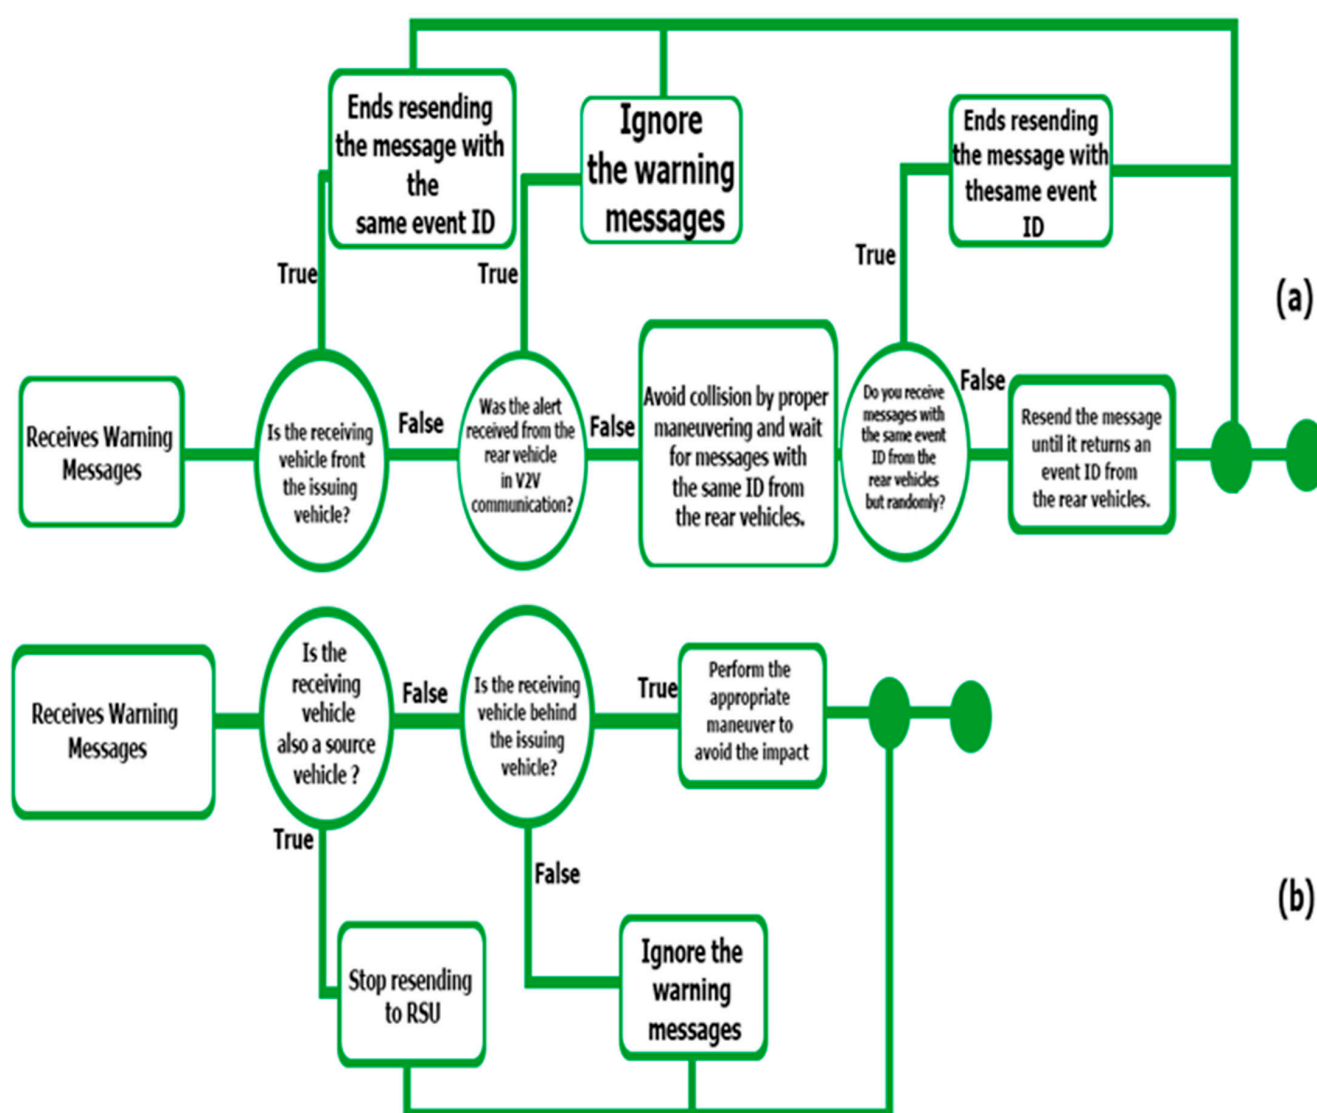 Ends resending
the message with
the
same event ID
Ignore
the warning
messages
Ends resending
the message with
thesame event
ID
True
True
True
(a)
Receives Warning
Messages
Is the receiving
vehicle front
the issuing
vehicle?
False
Was the alert
received from the
rear vehicle
in V2V
communication?
False
Avoid collision by proper
maneuvering and wait
for messages with
the same ID from
the rear vehicles.
Do you receive
messages with
the same event
ID from the
rear vehicles
but randomly?
False
Resend the message
until it returns an
event ID from
the rear vehicles.
Receives Warning
Messages
Is the
receiving
vehicle
also a source
vehicle ?
False
Is the receiving
vehicle behind
the issuing
vehicle?
True
Perform the
appropriate
maneuver to
avoid the impact
True
False
(b)
Stop resending
to RSU
Ignore the
warning
messages